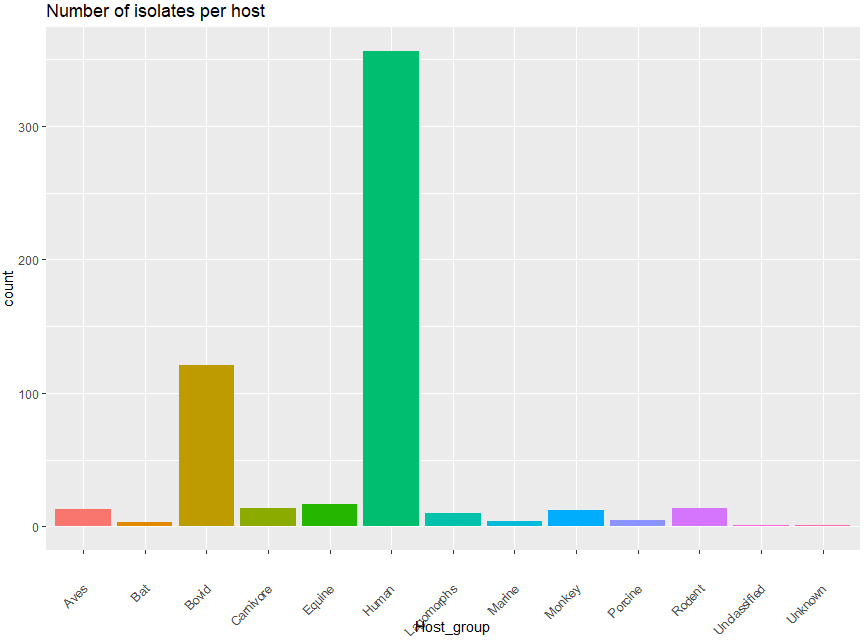 Number of isolates per host
count
300
200
100
0
Aves
Bat
Bovid
Carnivore
Equine
Human
Lagomorphs
Marine
Monkey
Porcine
Rodent
Unclassified
Unknown
Host_group